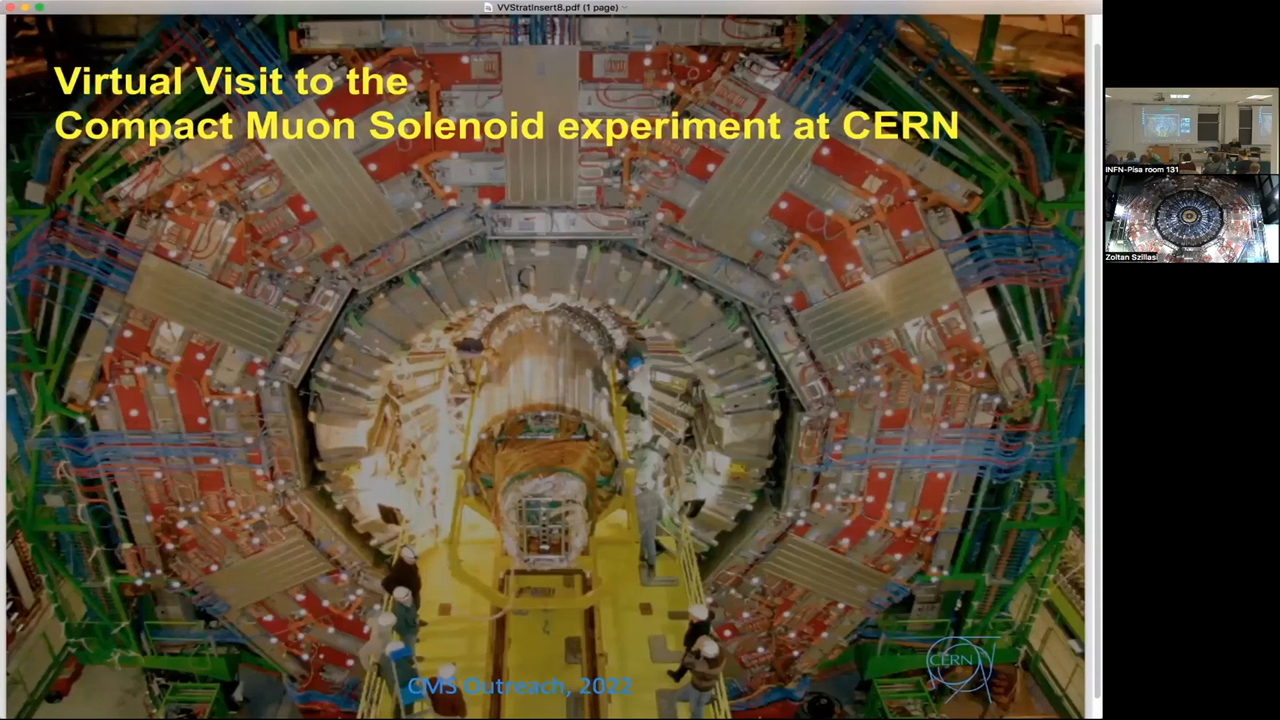 VVStratInsert8.pdf (1 page)
Virtual Visit to the
Compact Muon Solenoid experiment at CERN
INFN-Pisa room 131
Zoltan Szillasi
CERN
CMS Outreach, 2022